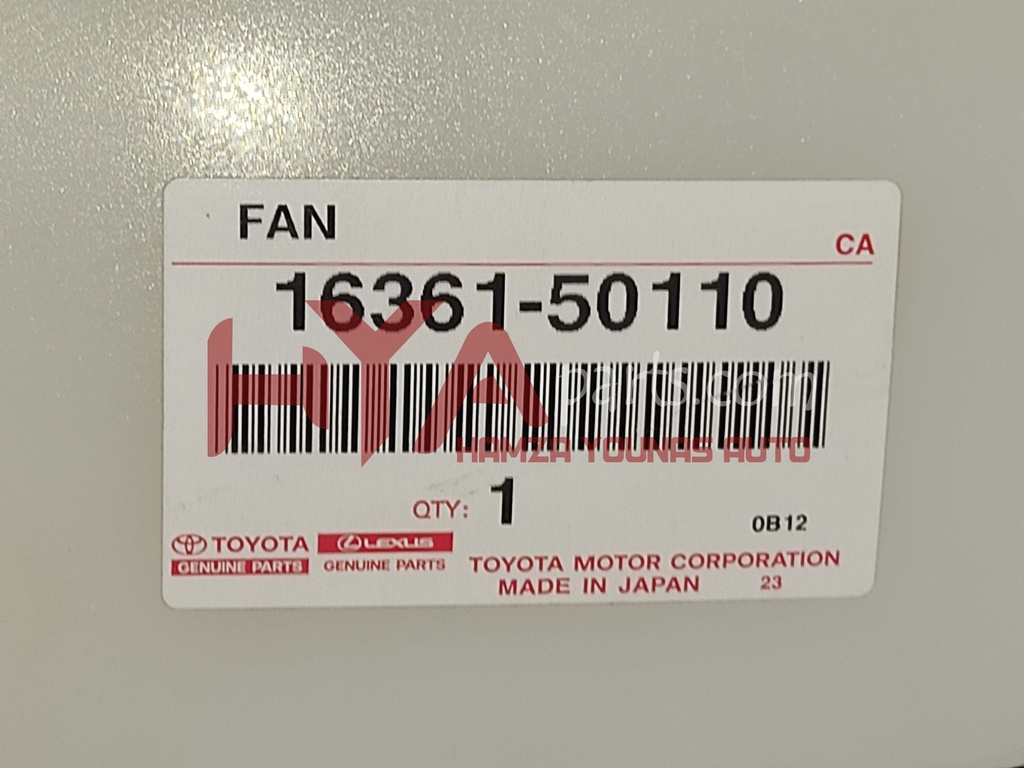 FAN
CA
16361-50110
HYA
parts.com
HAMZA YOUNAS AUTO
QTY: 1
0B12
TOYOTA
GENUINE PARTS
LEXUS
GENUINE PARTS
TOYOTA MOTOR CORPORATION
MADE IN JAPAN 23